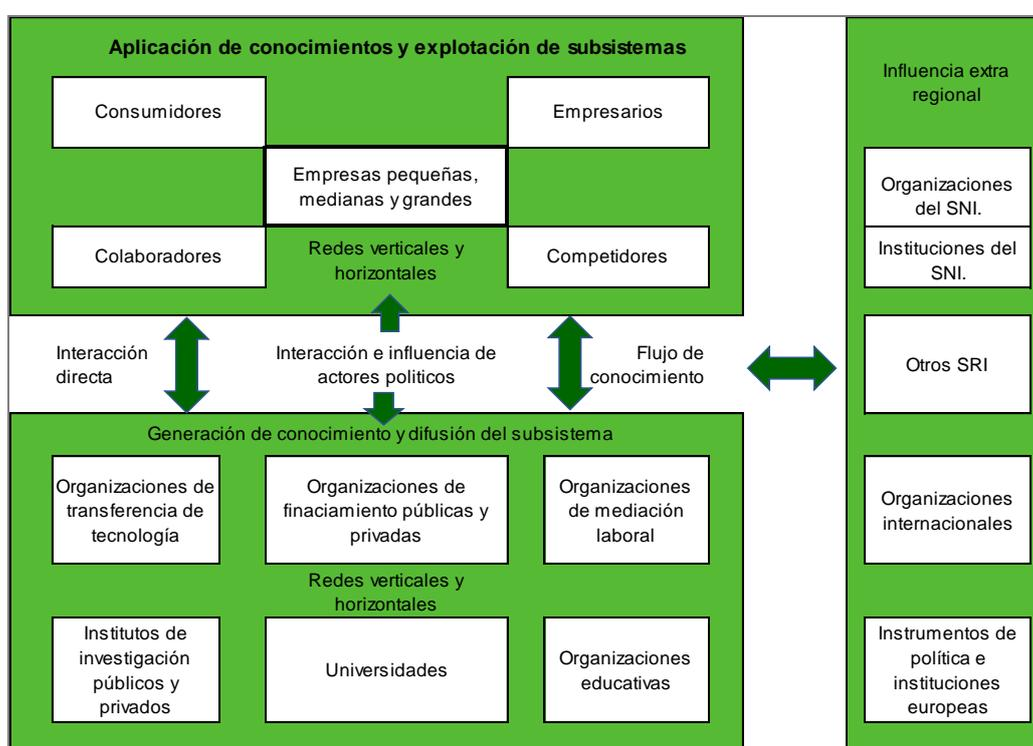 Aplicación de conocimientos y explotación de subsistemas
Consumidores
Empresarios
Empresas pequeñas,
medianas y grandes
Colaboradores
Redes verticales y
horizontales
Competidores
Interacción
directa
Interacción e influencia de
actores politicos
Flujo de
conocimiento
Generación de conocimiento y difusión del subsistema
Organizaciones de
transferencia de
tecnología
Organizaciones de
finaciamiento públicas y
privadas
Organizaciones
de mediación
laboral
Redes verticales y
horizontales
Institutos de
investigación
públicos y
privados
Universidades
Organizaciones
educativas
Influencia extra
regional
Organizaciones
del SNI.
Instituciones del
SNI.
Otros SRI
Organizaciones
internacionales
Instrumentos de
política e
instituciones
europeas